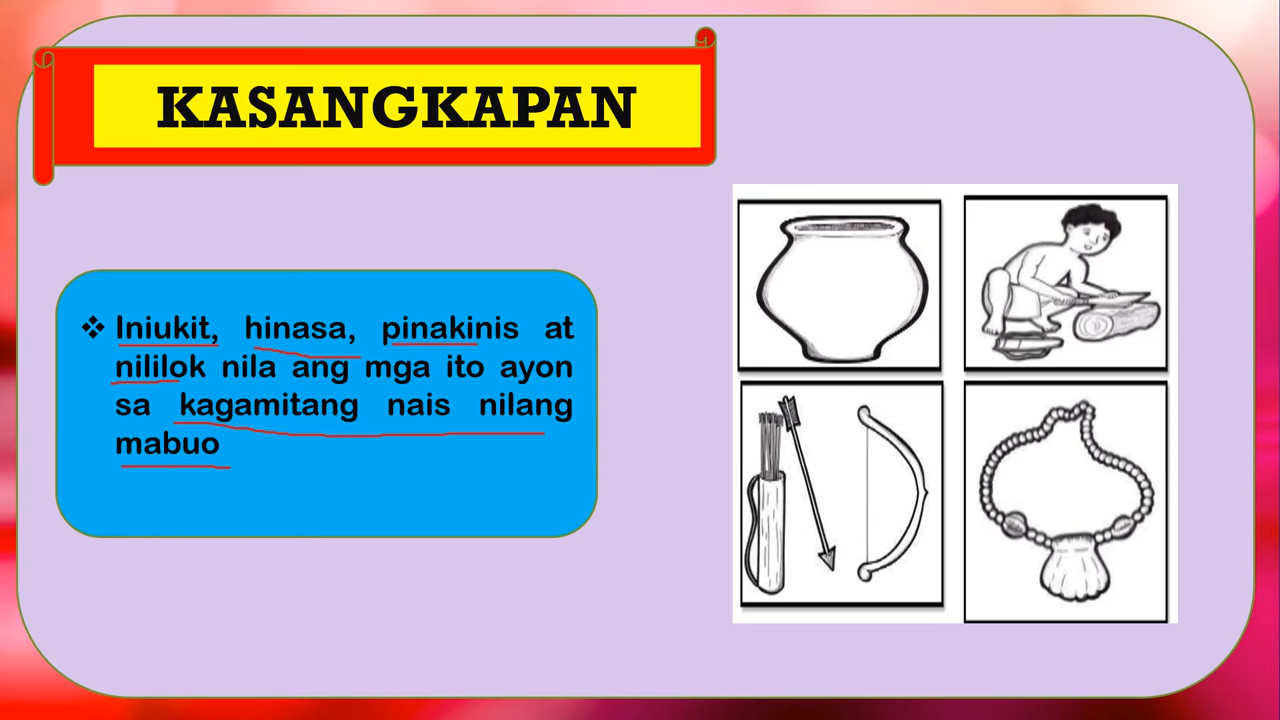 KASANGKAPAN
❖ Iniukit, hinasa, pinakinis at
nililok nila ang mga ito ayon
sa kagamitang nais nilang
mabuo